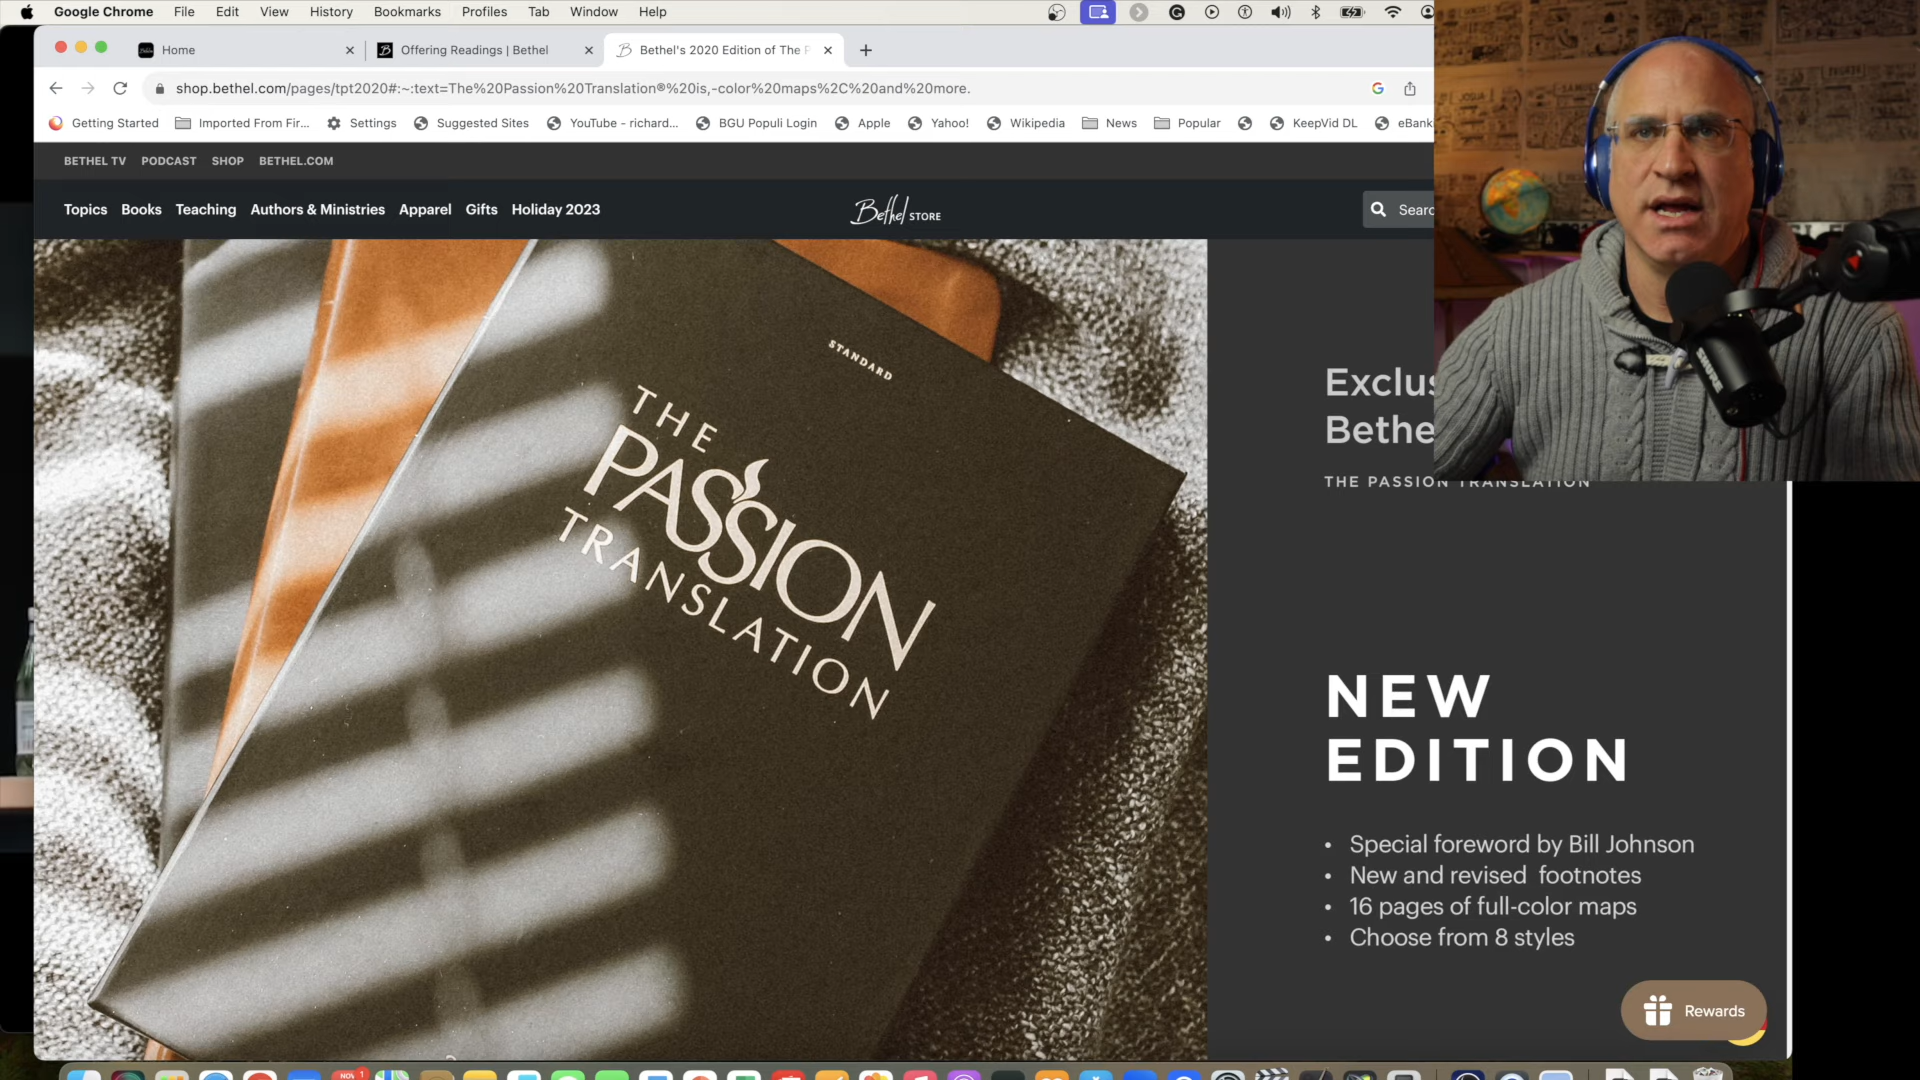 Google Chrome File Edit View History Bookmarks Profiles Tab Window Help
Home Offering Readings | Bethel Bethel's 2020 Edition of The P
shop.bethel.com/pages/tpt2020#:~:text=The%20Passion%20Translation®%20is,-color%20maps%2C%20and%20more.
Getting Started Imported From Fir... Settings Suggested Sites YouTube - richard... BGU Populi Login Apple Yahoo! Wikipedia News Popular KeepVid DL eBank
BETHEL TV PODCAST SHOP BETHEL.COM
Topics Books Teaching Authors & Ministries Apparel Gifts Holiday 2023
Bethel STORE
Searc
STANDARD
THE
PASSION
TRANSLATION
Exclus
Bethe
THE PASSION TRANSLATION
NEW
EDITION
• Special foreword by Bill Johnson
• New and revised footnotes
• 16 pages of full-color maps
• Choose from 8 styles
Rewards
SHURE
NOV 1